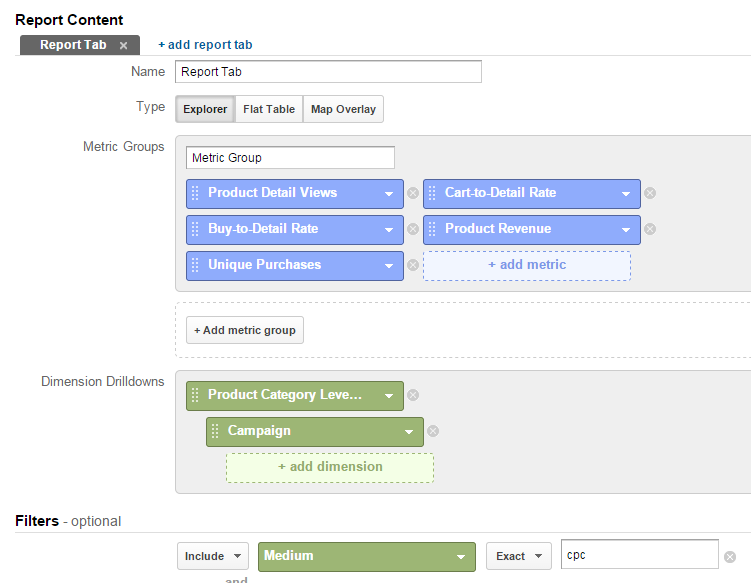 Report Content
Report Tab × + add report tab
Name Report Tab
Type Explorer Flat Table Map Overlay
Metric Groups
Metric Group
Product Detail Views Cart-to-Detail Rate
Buy-to-Detail Rate Product Revenue
Unique Purchases + add metric
+ Add metric group
Dimension Drilldowns
Product Category Leve...
Campaign
+ add dimension
Filters - optional
Include Medium Exact cpc
and